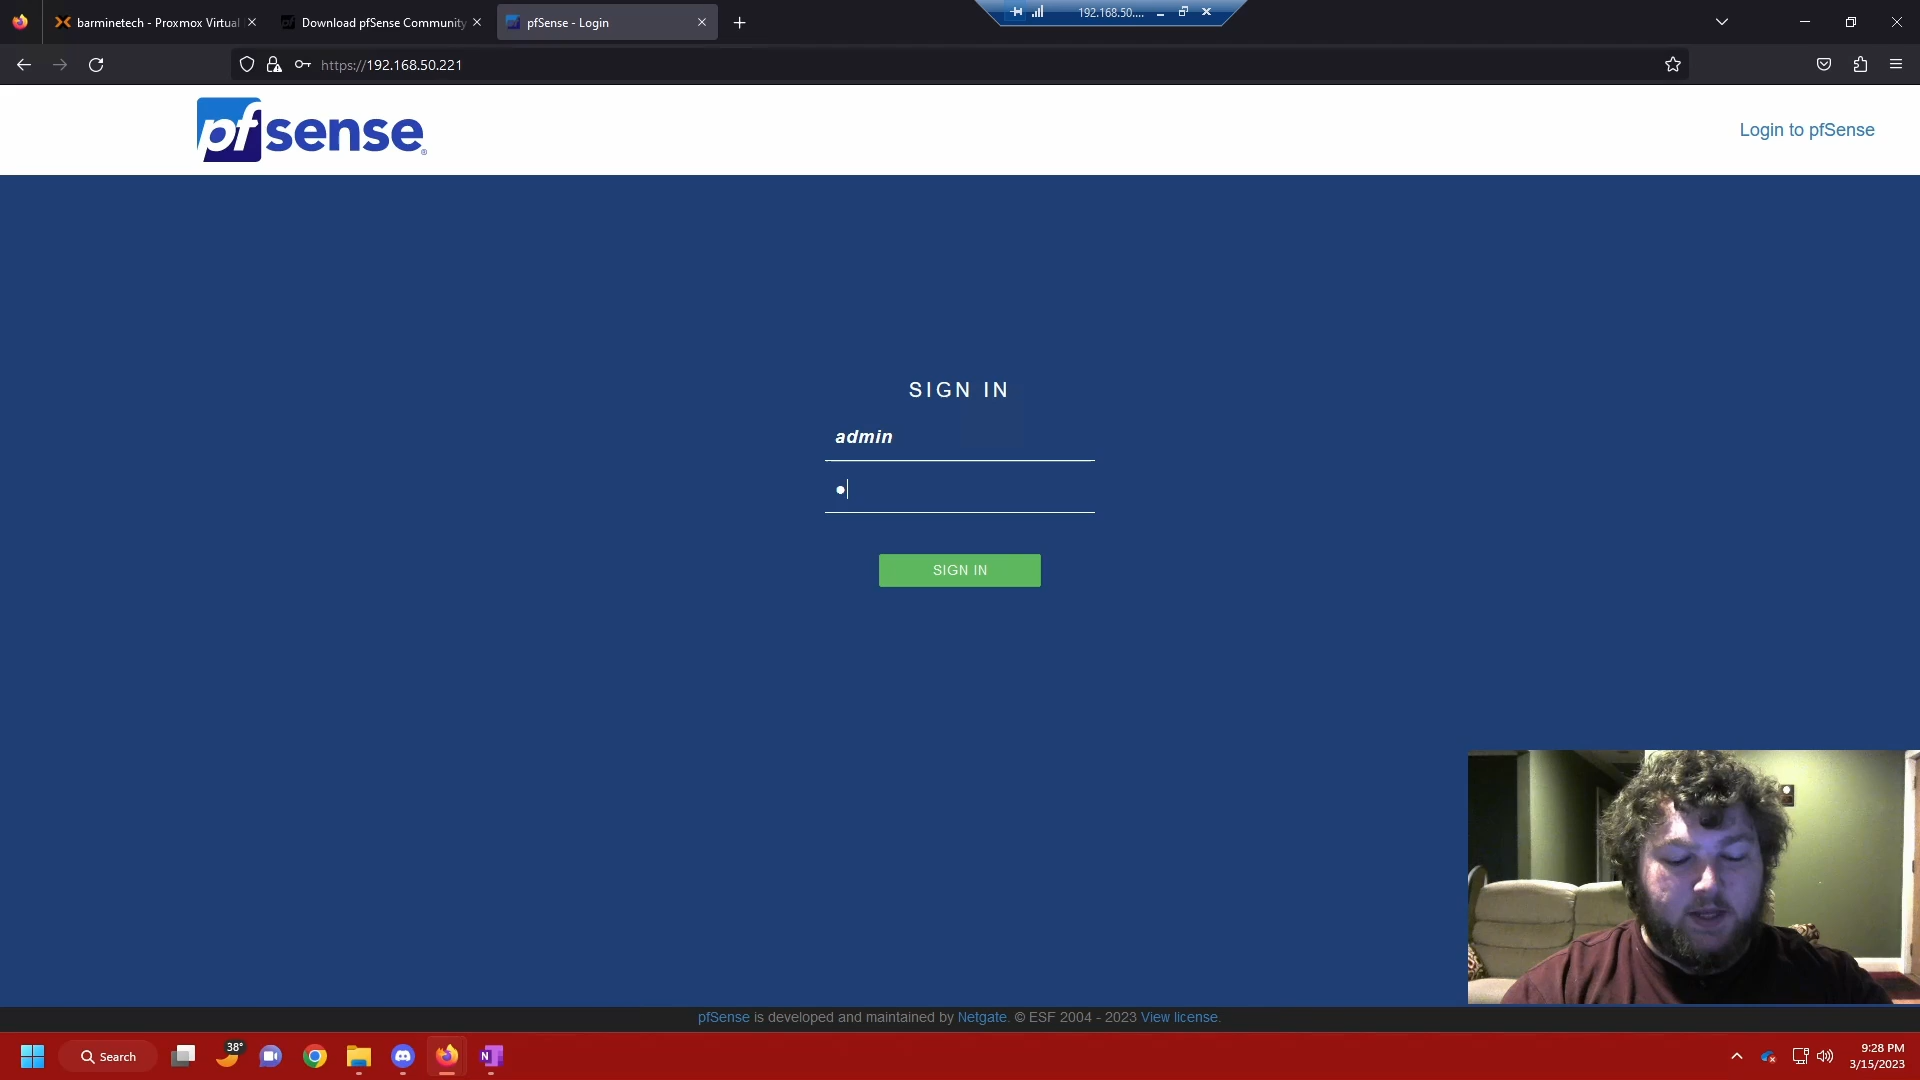 barminetech - Proxmox Virtual
Download pfSense Community
pfSense - Login
192.168.50....
https://192.168.50.221
pfsense
Login to pfSense
SIGN IN
admin
SIGN IN
pfSense is developed and maintained by Netgate. © ESF 2004 - 2023 View license.
38°
Search
9:28 PM
3/15/2023